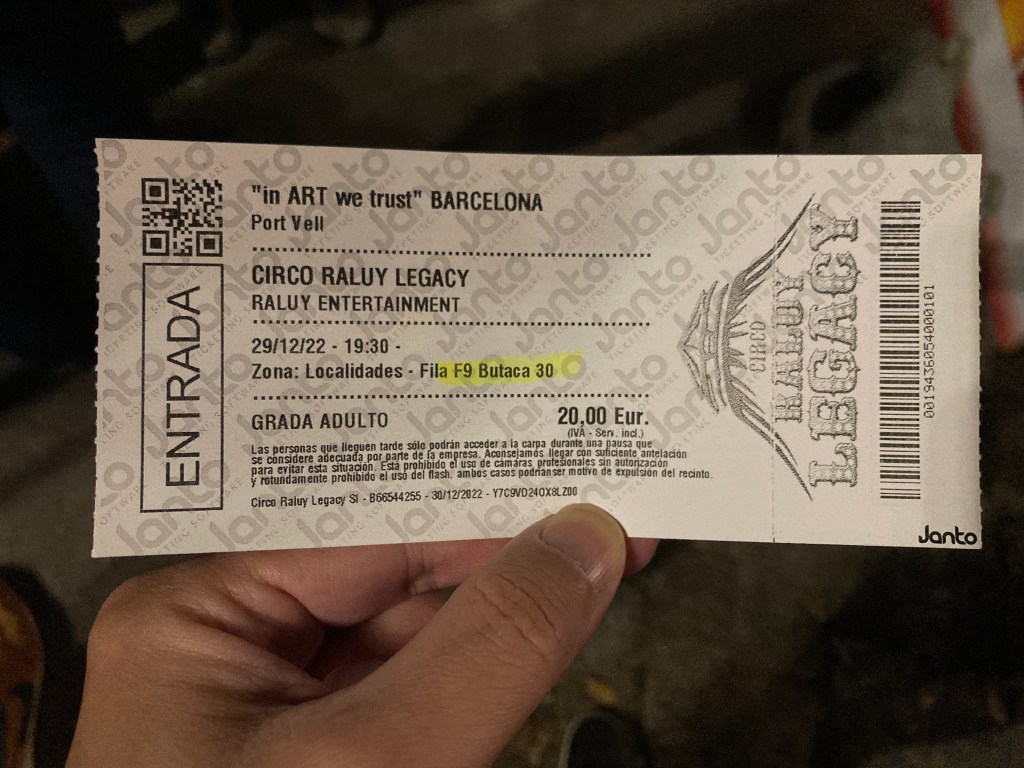 "in ART we trust" BARCELONA
Port Vell
CIRCO RALUY LEGACY
RALUY ENTERTAINMENT
29/12/22 - 19:30 -
Zona: Localidades - Fila F9 Butaca 30
GRADA ADULTO
20,00 Eur.
(IVA - Serv. incl.)
Las personas que lleguen tarde sólo podrán acceder a la carpa durante una pausa que
se considere adecuada por parte de la empresa. Aconsejamos llegar con suficiente antelación
para evitar esta situación. Está prohibido el uso de cámaras profesionales sin autorización
y rotundamente prohibido el uso del flash, ambos casos podrianser motivo de expulsión del recinto.
Circo Raluy Legacy Sl - B66544255 - 30/12/2022 - Y7C9VD240X8LZ00
ENTRADA
CIRCO
RALUY
LEGACY
0019436054000101
Janto
Janto
TICKETING SOFTWARE